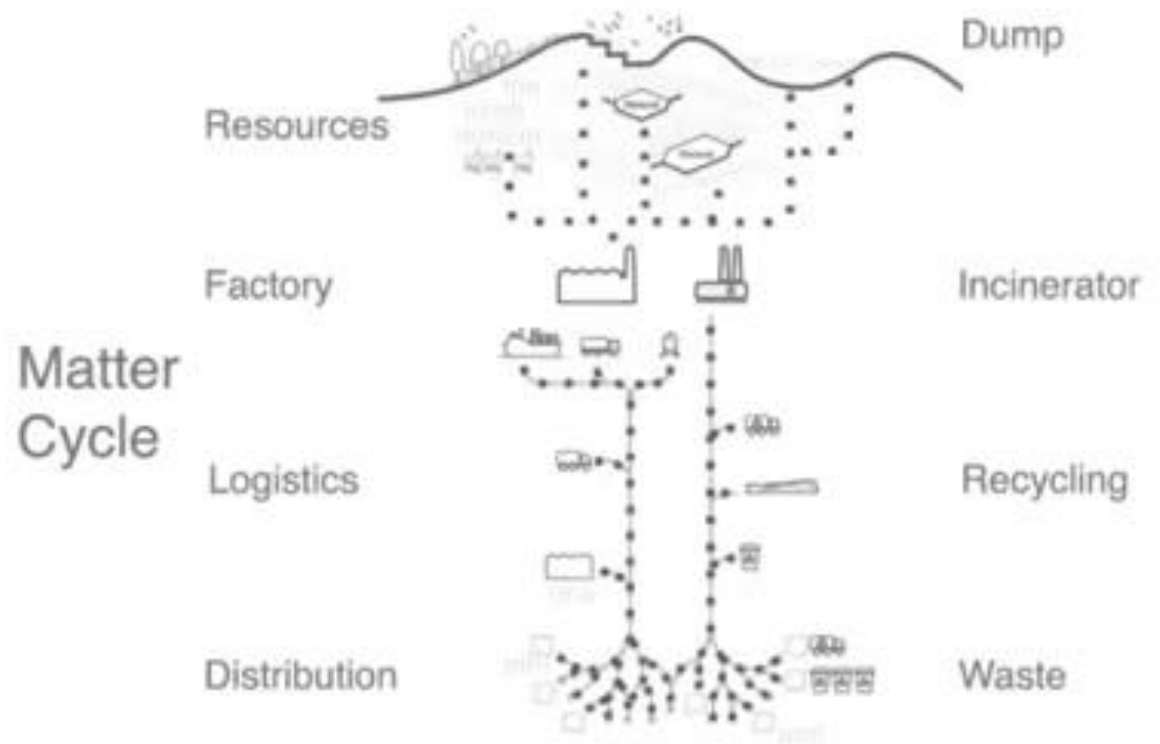 Dump
Resources
Factory
Incinerator
Matter
Cycle
Logistics
Recycling
Distribution
Waste